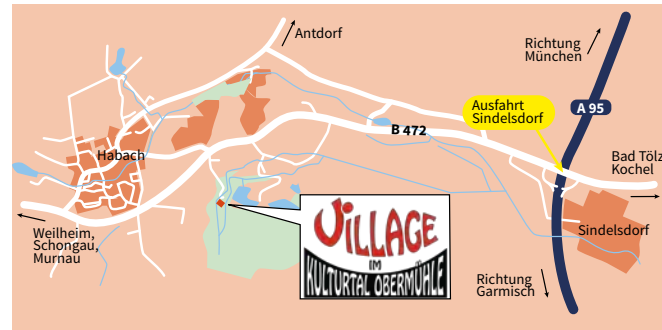 Antdorf
Richtung
München
Ausfahrt
Sindelsdorf
A 95
B 472
Habach
Bad Tölz
Kochel
Weilheim,
Schongau,
Murnau
VILLAGE
IM
KULTURTAL OBERMÜHLE
Sindelsdorf
Richtung
Garmisch